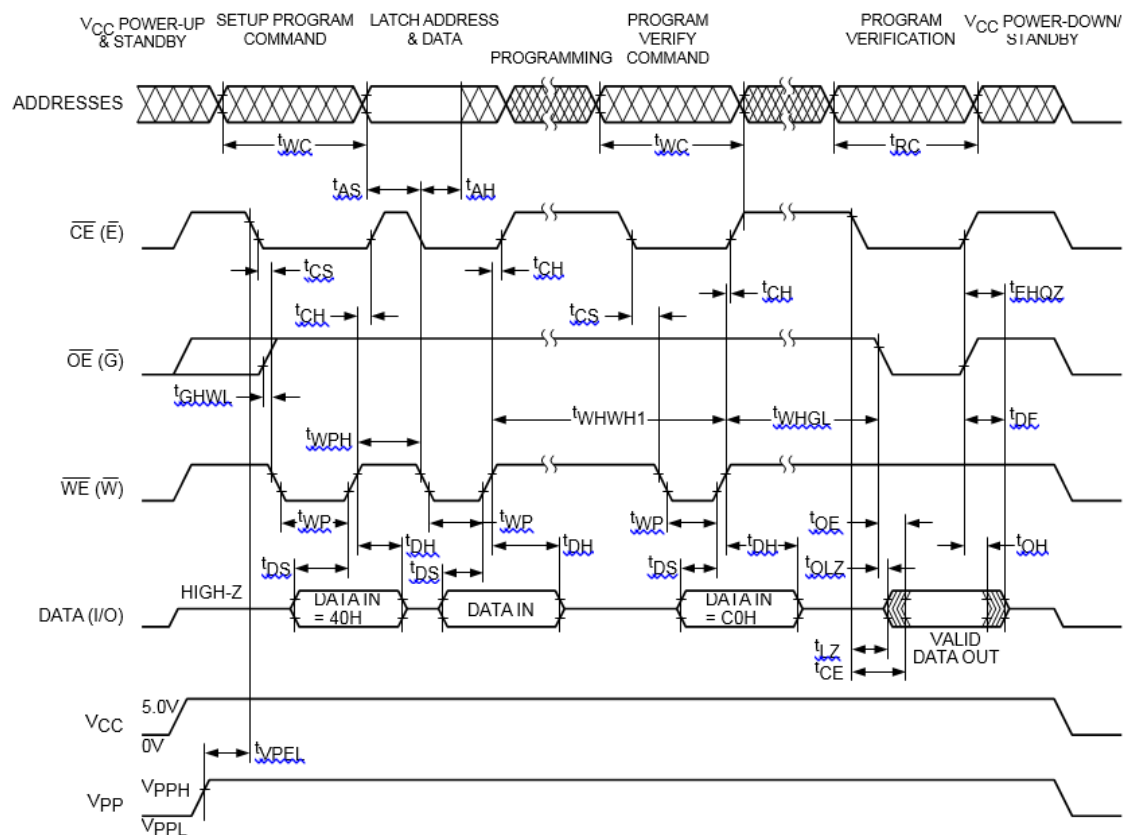 VCC POWER-UP
& STANDBY
SETUP PROGRAM
COMMAND
LATCH ADDRESS
& DATA
PROGRAMMING
PROGRAM
VERIFY
COMMAND
PROGRAM
VERIFICATION
VCC POWER-DOWN/
STANDBY
ADDRESSES
tWC
tWC
tRC
tAS
tAH
CE (E)
tCS
tCH
tCH
tCS
tCH
tEHQZ
OE (G)
tGHWL
tWPH
tWHWH1
tWHGL
tDF
WE (W)
tWP
tWP
tWP
tOE
tDH
tDH
tDH
tOH
tDS
tDS
tDS
tOLZ
HIGH-Z
DATA (I/O)
DATA IN
= 40H
DATA IN
DATA IN
= C0H
VALID
DATA OUT
tLZ
tCE
VCC
5.0V
0V
tVPEL
VPP
VPPH
VPPL